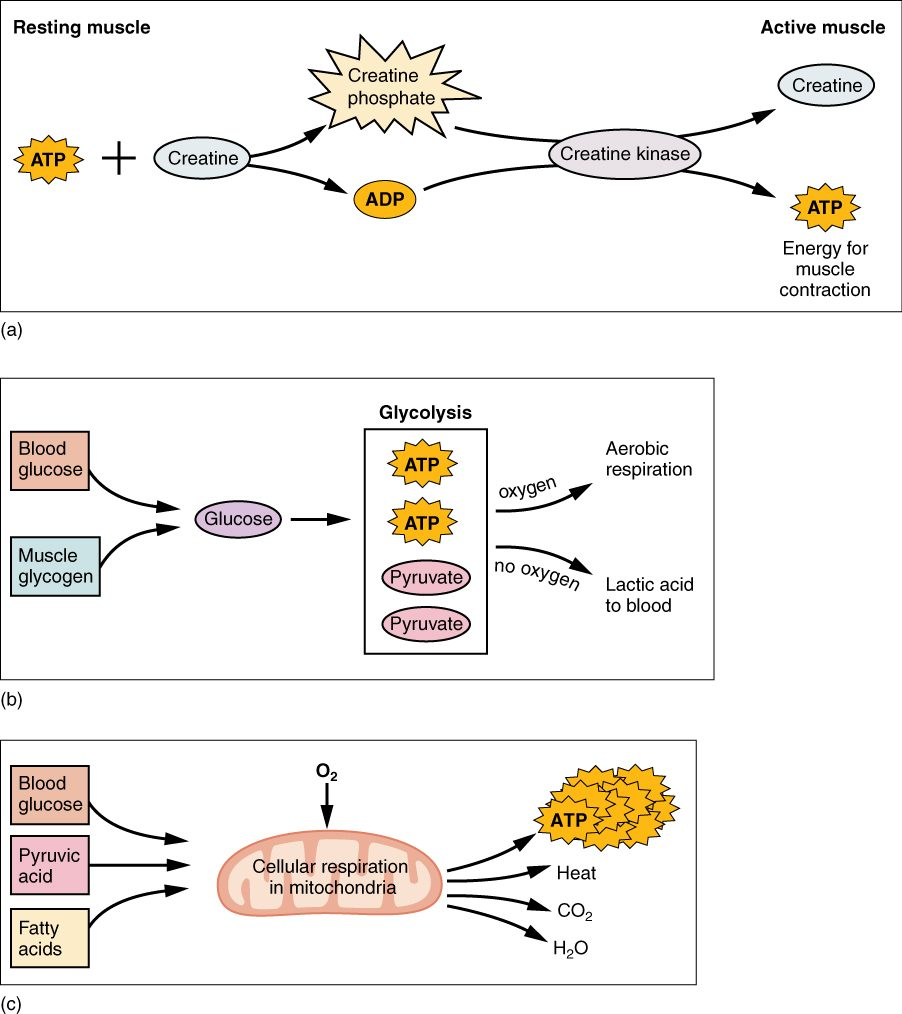 Resting muscle
Active muscle
Creatine
phosphate
Creatine
ATP
Creatine
Creatine kinase
ADP
ATP
Energy for
muscle
contraction
(a)
Glycolysis
Blood
glucose
ATP
Aerobic
respiration
oxygen
Glucose
ATP
Muscle
glycogen
no oxygen
Pyruvate
Lactic acid
to blood
Pyruvate
(b)
Blood
glucose
O₂
ATP
Pyruvic
acid
Cellular respiration
in mitochondria
Heat
CO₂
Fatty
acids
H₂O
(c)